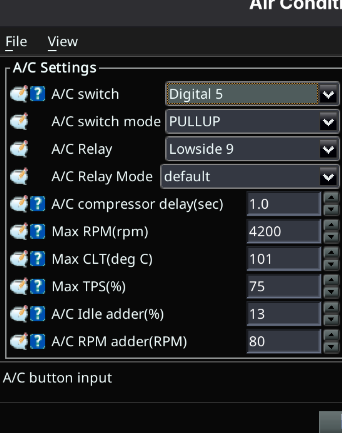 Air Condit
File View
A/C Settings
A/C switch Digital 5
A/C switch mode PULLUP
A/C Relay Lowside 9
A/C Relay Mode default
A/C compressor delay(sec) 1.0
Max RPM(rpm) 4200
Max CLT(deg C) 101
Max TPS(%) 75
A/C Idle adder(%) 13
A/C RPM adder(RPM) 80
A/C button input